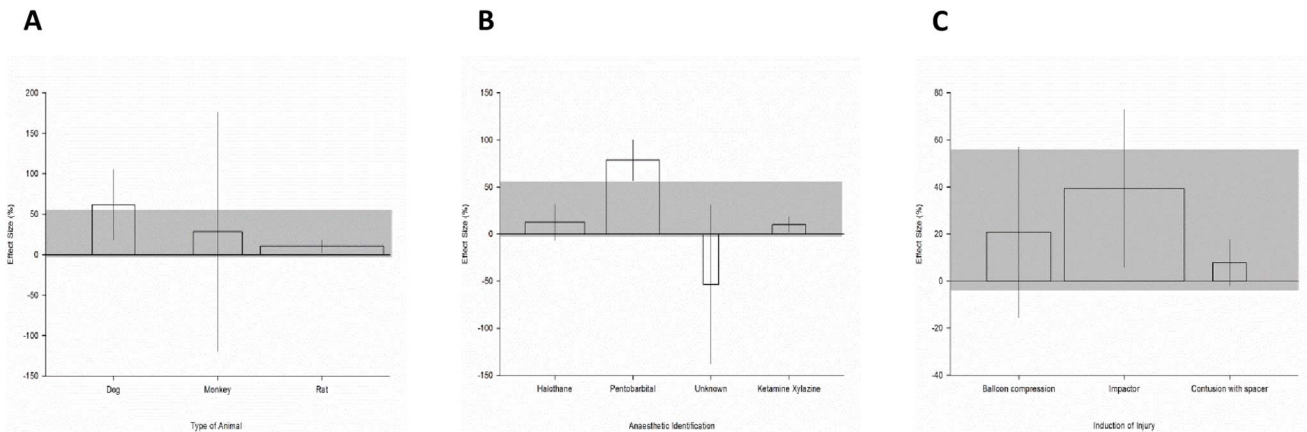 A
B
C
200
150
100
50
0
-50
-100
-150
Effect Size (%)
Dog
Monkey
Rat
Type of Animal
150
100
50
0
-50
-100
-150
Effect Size (%)
Halothane
Pentobarbital
Unknown
Ketamine Xylazine
Anaesthetic Identification
80
60
40
20
0
-20
-40
Effect Size (%)
Balloon compression
Impactor
Contusion with spacer
Induction of Injury